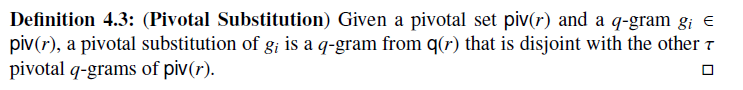 Definition 4.3: (Pivotal Substitution) Given a pivotal set piv(r) and a q-gram gᵢ ∈
piv(r), a pivotal substitution of gᵢ is a q-gram from q(r) that is disjoint with the other τ
pivotal q-grams of piv(r). □